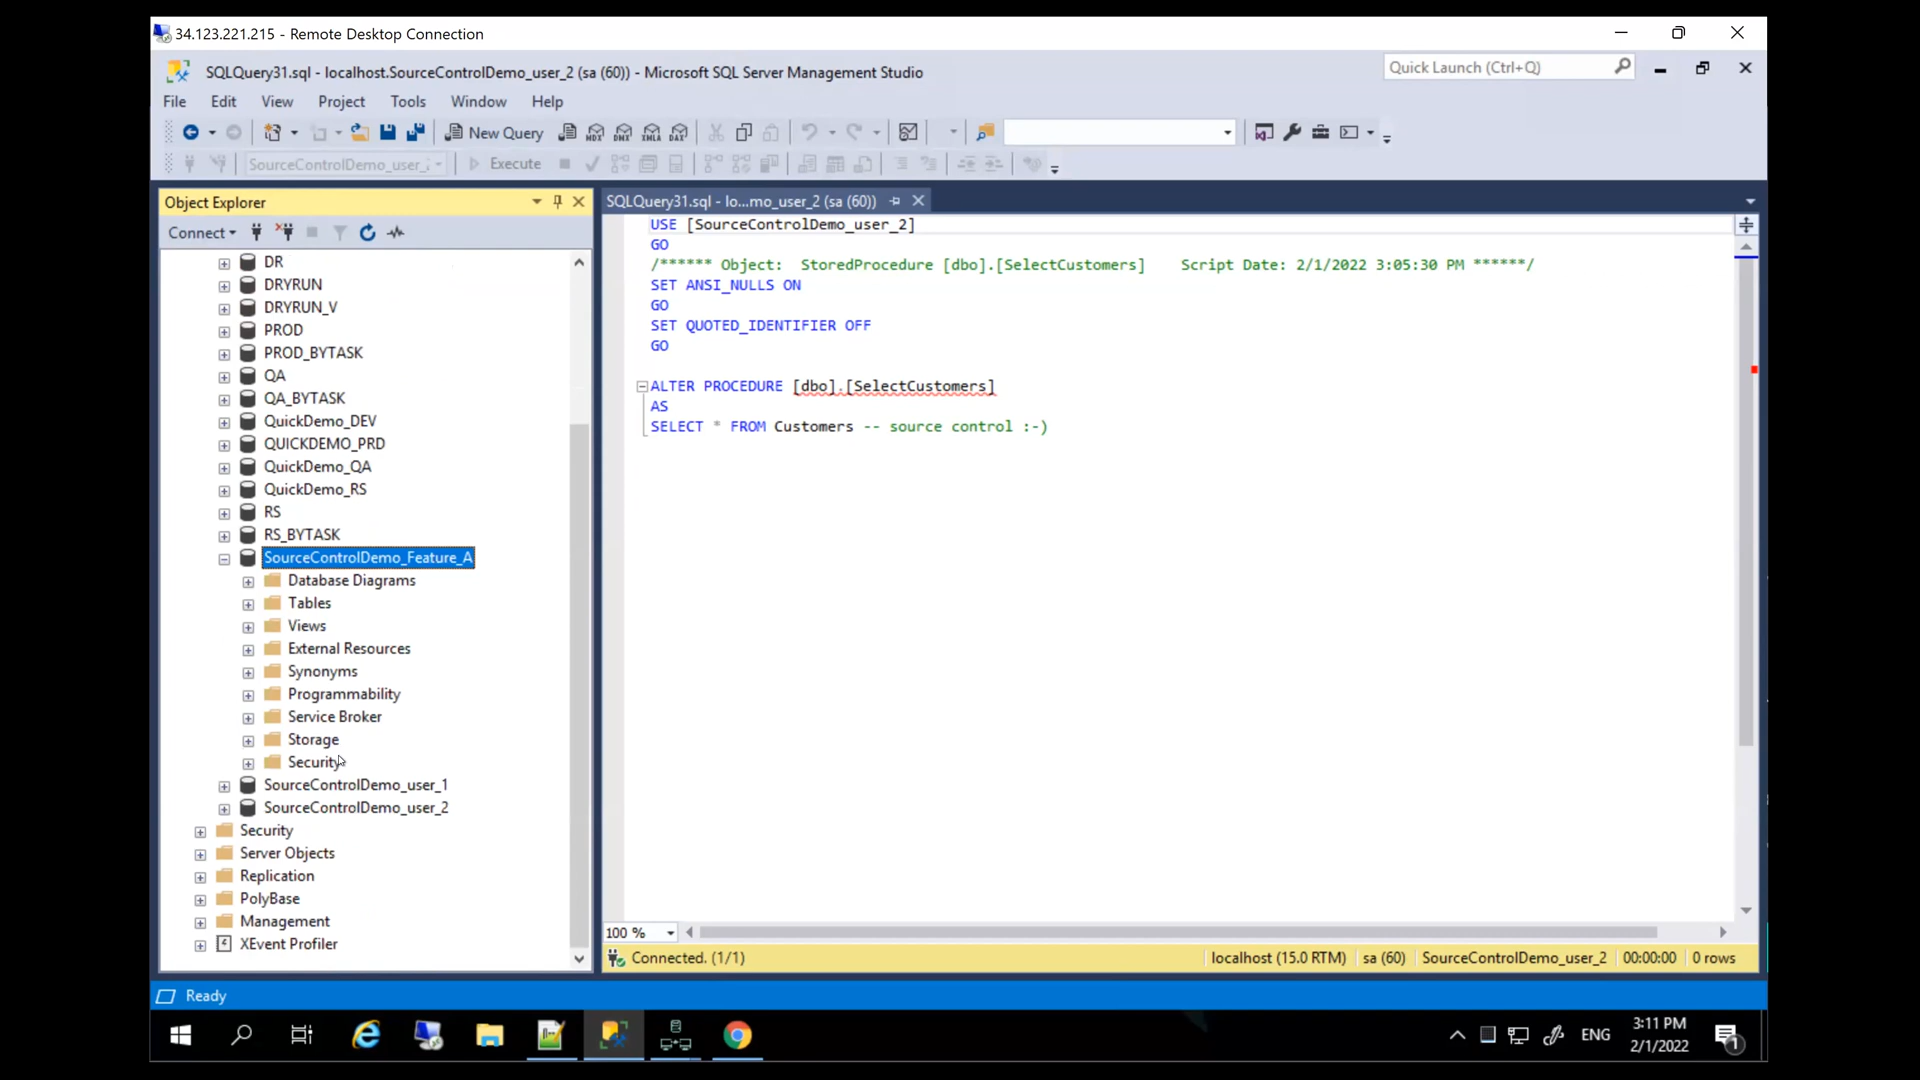 34.123.221.215 - Remote Desktop Connection
SQLQuery31.sql - localhost.SourceControlDemo_user_2 (sa (60)) - Microsoft SQL Server Management Studio
Quick Launch (Ctrl+Q)
File Edit View Project Tools Window Help
New Query MDX DMX XMLA DAX
SourceControlDemo_user_2 Execute
Object Explorer
SQLQuery31.sql - lo...mo_user_2 (sa (60))
Connect
DR
DRYRUN
DRYRUN_V
PROD
PROD_BYTASK
QA
QA_BYTASK
QuickDemo_DEV
QUICKDEMO_PRD
QuickDemo_QA
QuickDemo_RS
RS
RS_BYTASK
SourceControlDemo_Feature_A
Database Diagrams
Tables
Views
External Resources
Synonyms
Programmability
Service Broker
Storage
Security
SourceControlDemo_user_1
SourceControlDemo_user_2
Security
Server Objects
Replication
PolyBase
Management
XEvent Profiler
USE [SourceControlDemo_user_2]
GO
/****** Object:  StoredProcedure [dbo].[SelectCustomers]    Script Date: 2/1/2022 3:05:30 PM ******/
SET ANSI_NULLS ON
GO
SET QUOTED_IDENTIFIER OFF
GO
ALTER PROCEDURE [dbo].[SelectCustomers]
AS
SELECT * FROM Customers -- source control :-)
100 %
Connected. (1/1) localhost (15.0 RTM) sa (60) SourceControlDemo_user_2 00:00:00 0 rows
Ready
ENG
3:11 PM
2/1/2022
1